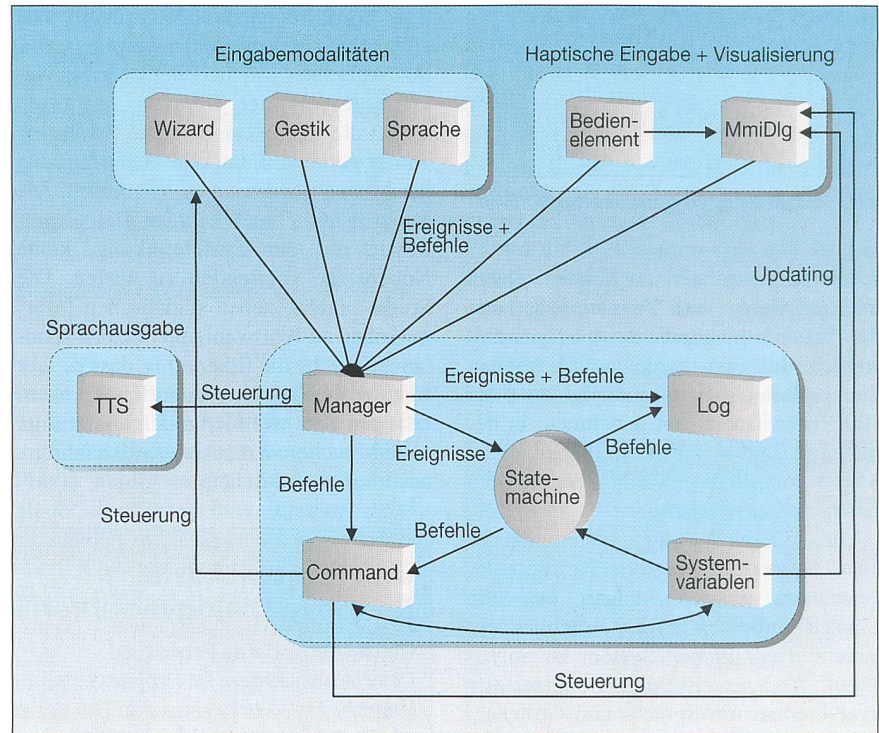 Eingabemodalitäten
Haptische Eingabe + Visualisierung
Wizard
Gestik
Sprache
Bedien-
element
MmiDlg
Ereignisse +
Befehle
Updating
Sprachausgabe
TTS
Steuerung
Manager
Ereignisse + Befehle
Log
Ereignisse
Befehle
Befehle
State-
machine
Steuerung
Befehle
Command
System-
variablen
Steuerung